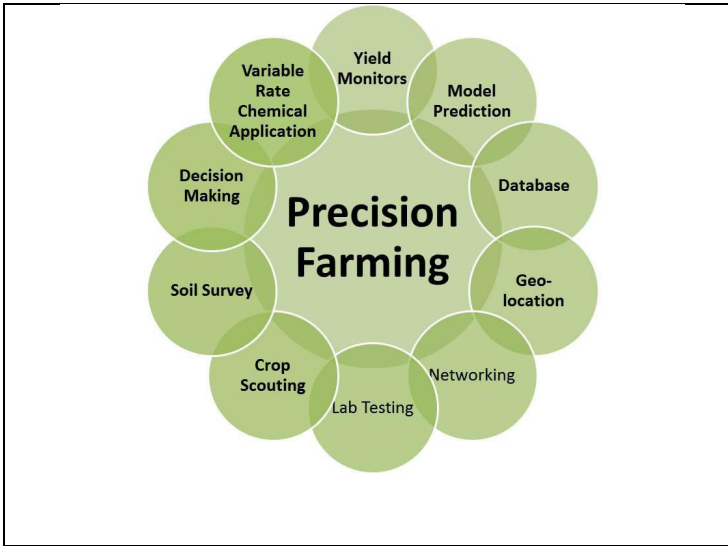 Yield
Monitors
Model
Prediction
Database
Geo-
location
Networking
Lab Testing
Crop
Scouting
Soil Survey
Decision
Making
Variable
Rate
Chemical
Application
Precision
Farming